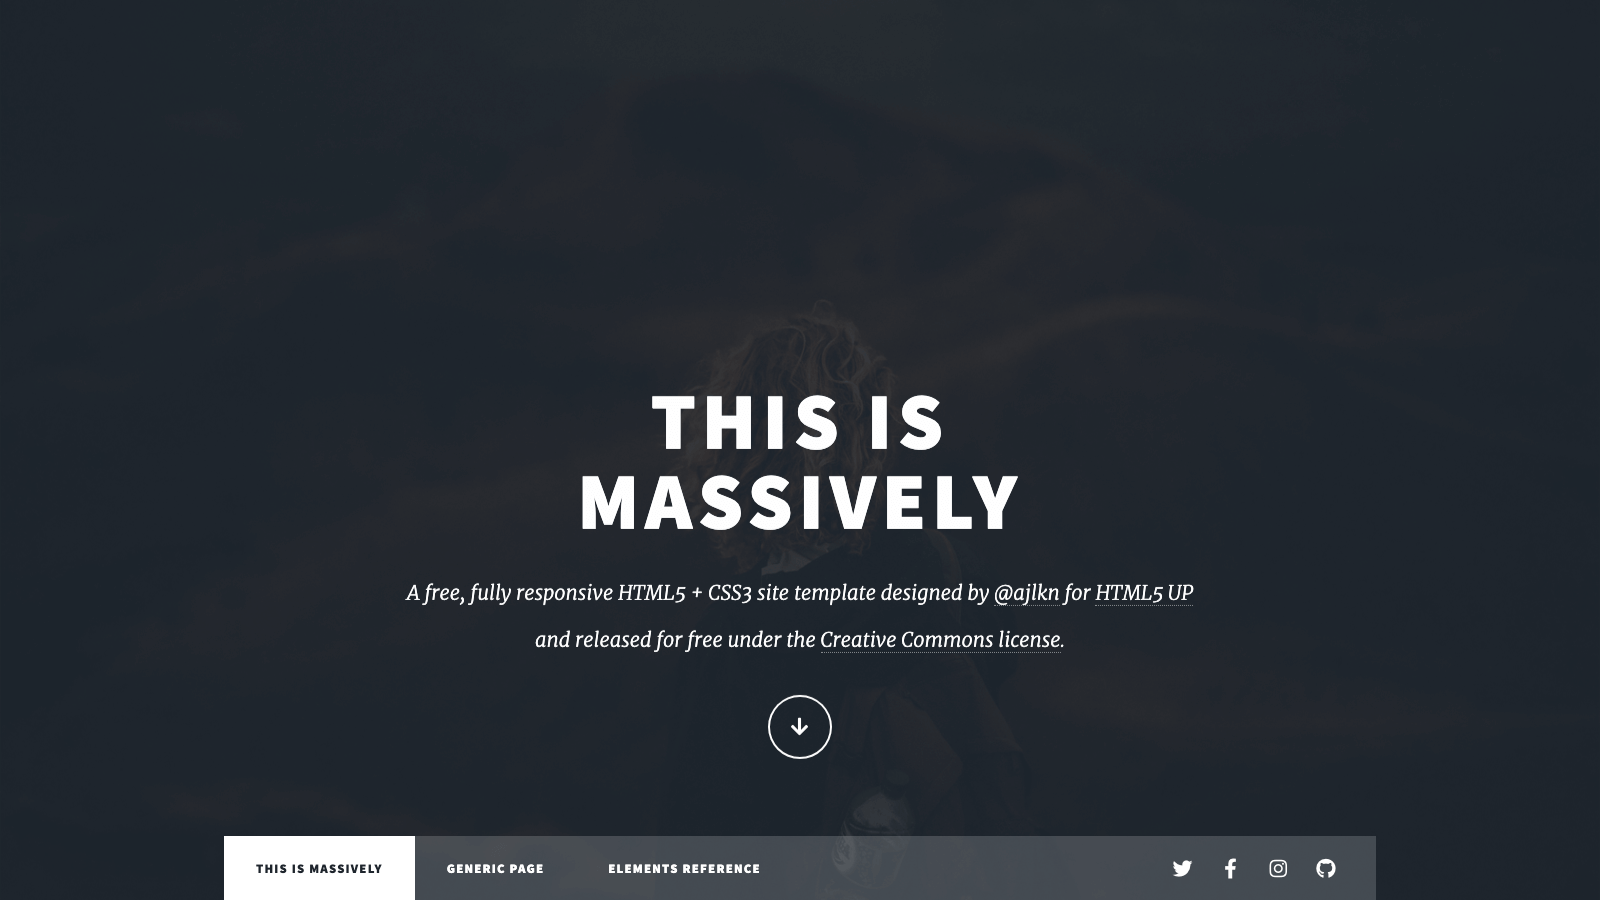 THIS IS
MASSIVELY
A free, fully responsive HTML5 + CSS3 site template designed by @ajlkn for HTML5 UP
and released for free under the Creative Commons license.
THIS IS MASSIVELY
GENERIC PAGE
ELEMENTS REFERENCE